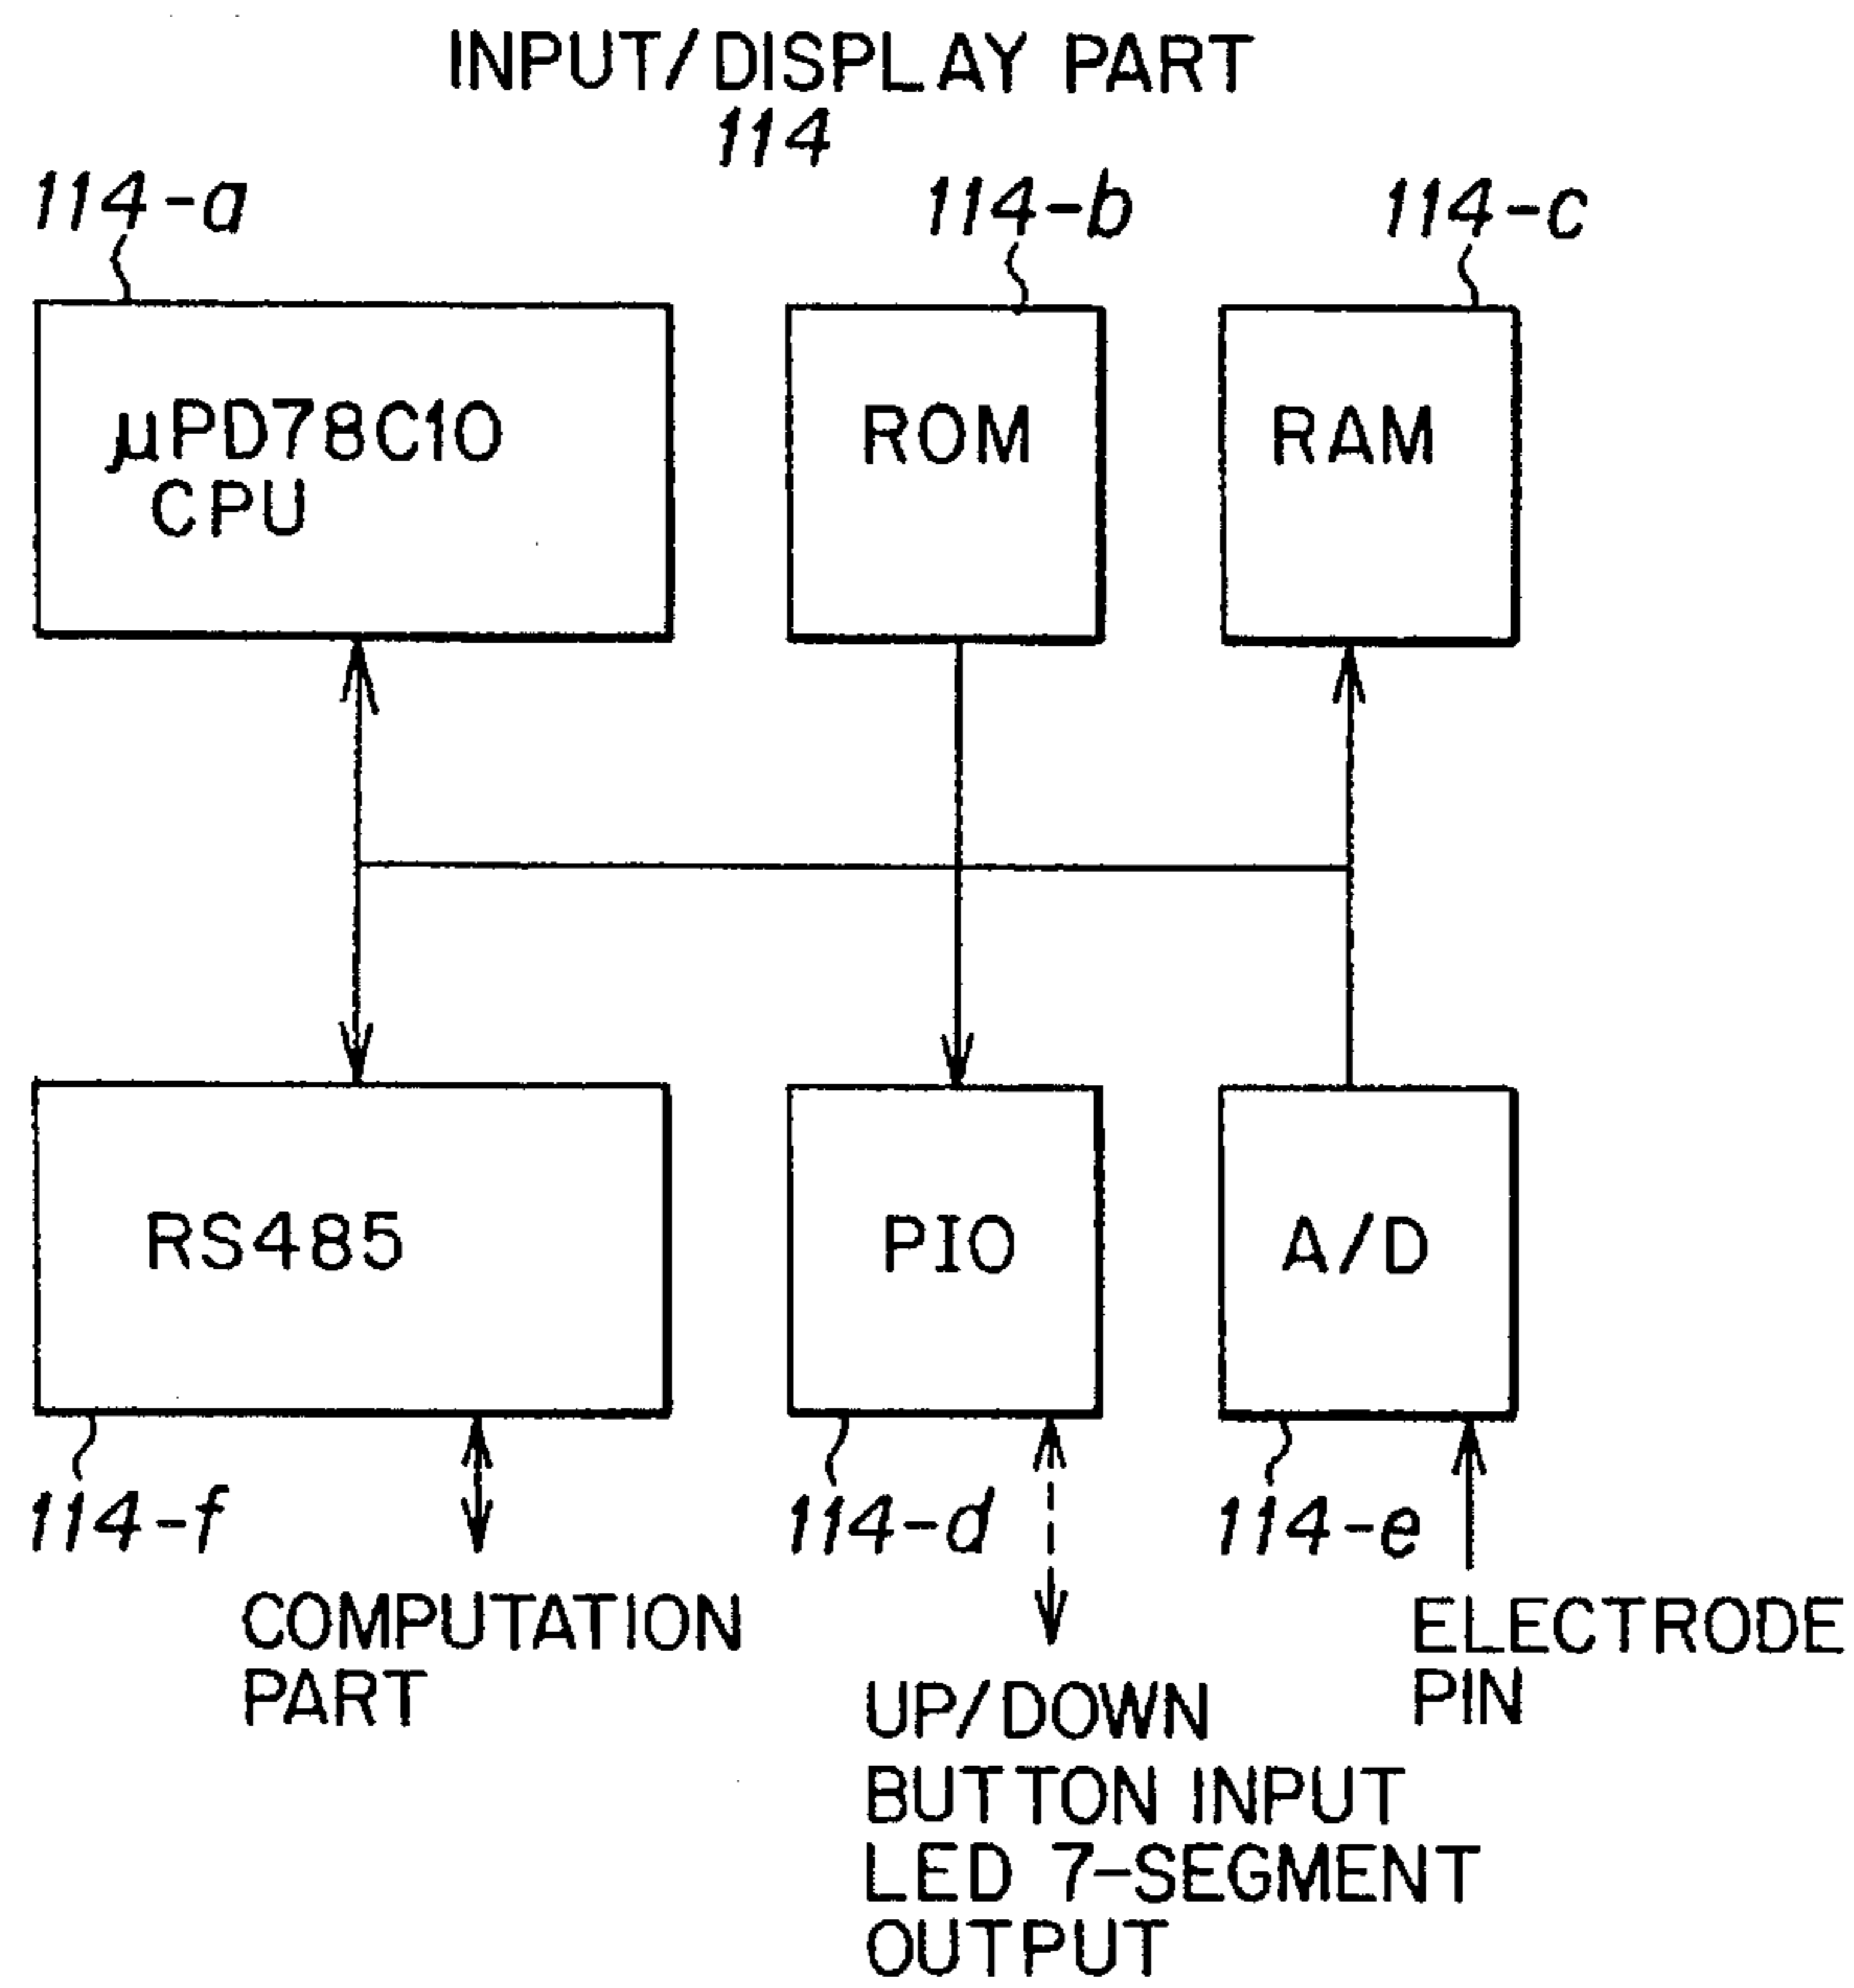 INPUT/DISPLAY PART
114
114-a
114-b
114-c
µPD78C10
CPU
ROM
RAM
RS485
PIO
A/D
114-f
114-d
114-e
COMPUTATION
PART
UP/DOWN
BUTTON INPUT
LED 7-SEGMENT
OUTPUT
ELECTRODE
PIN